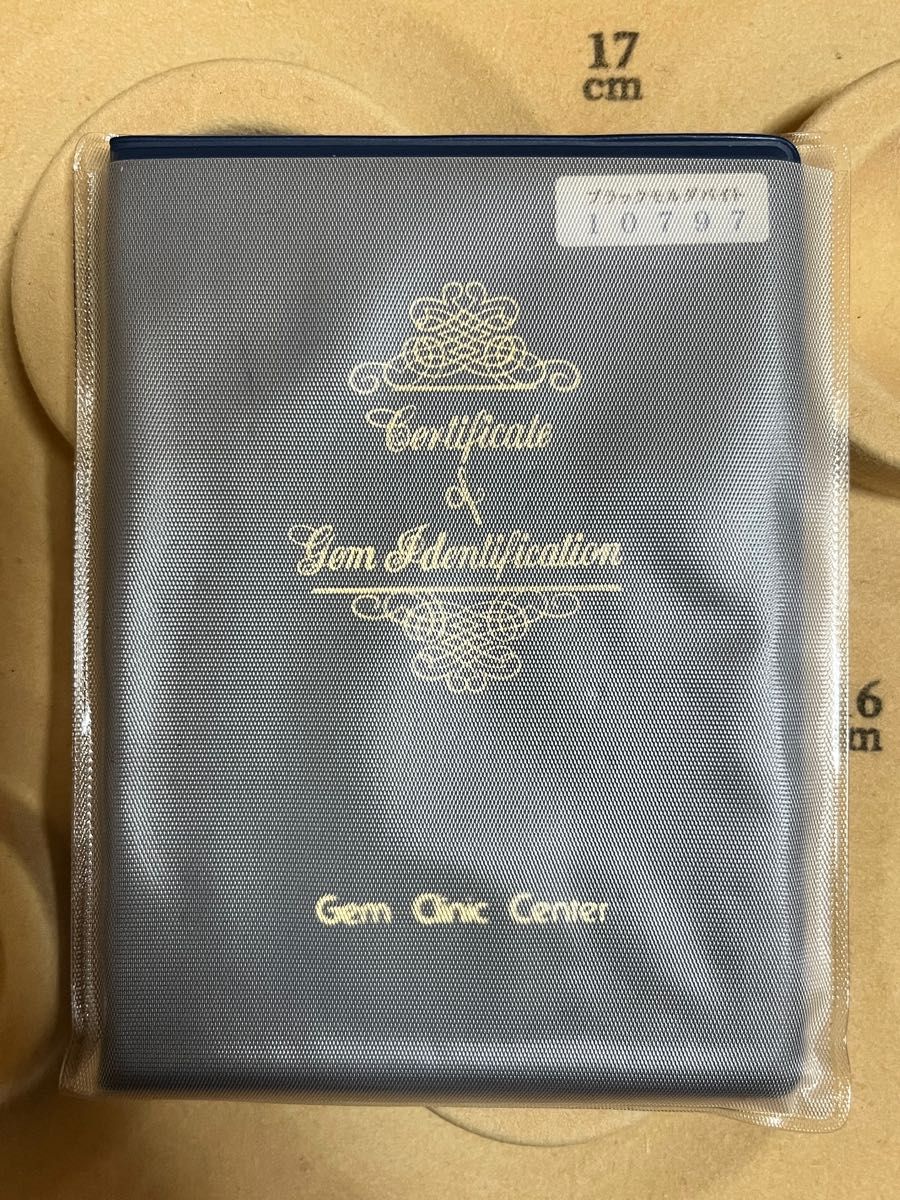 17
cm
ブラックモルダバイト
10797
Certificate
of
Gem Identification
6
m
Gem Clinic Center